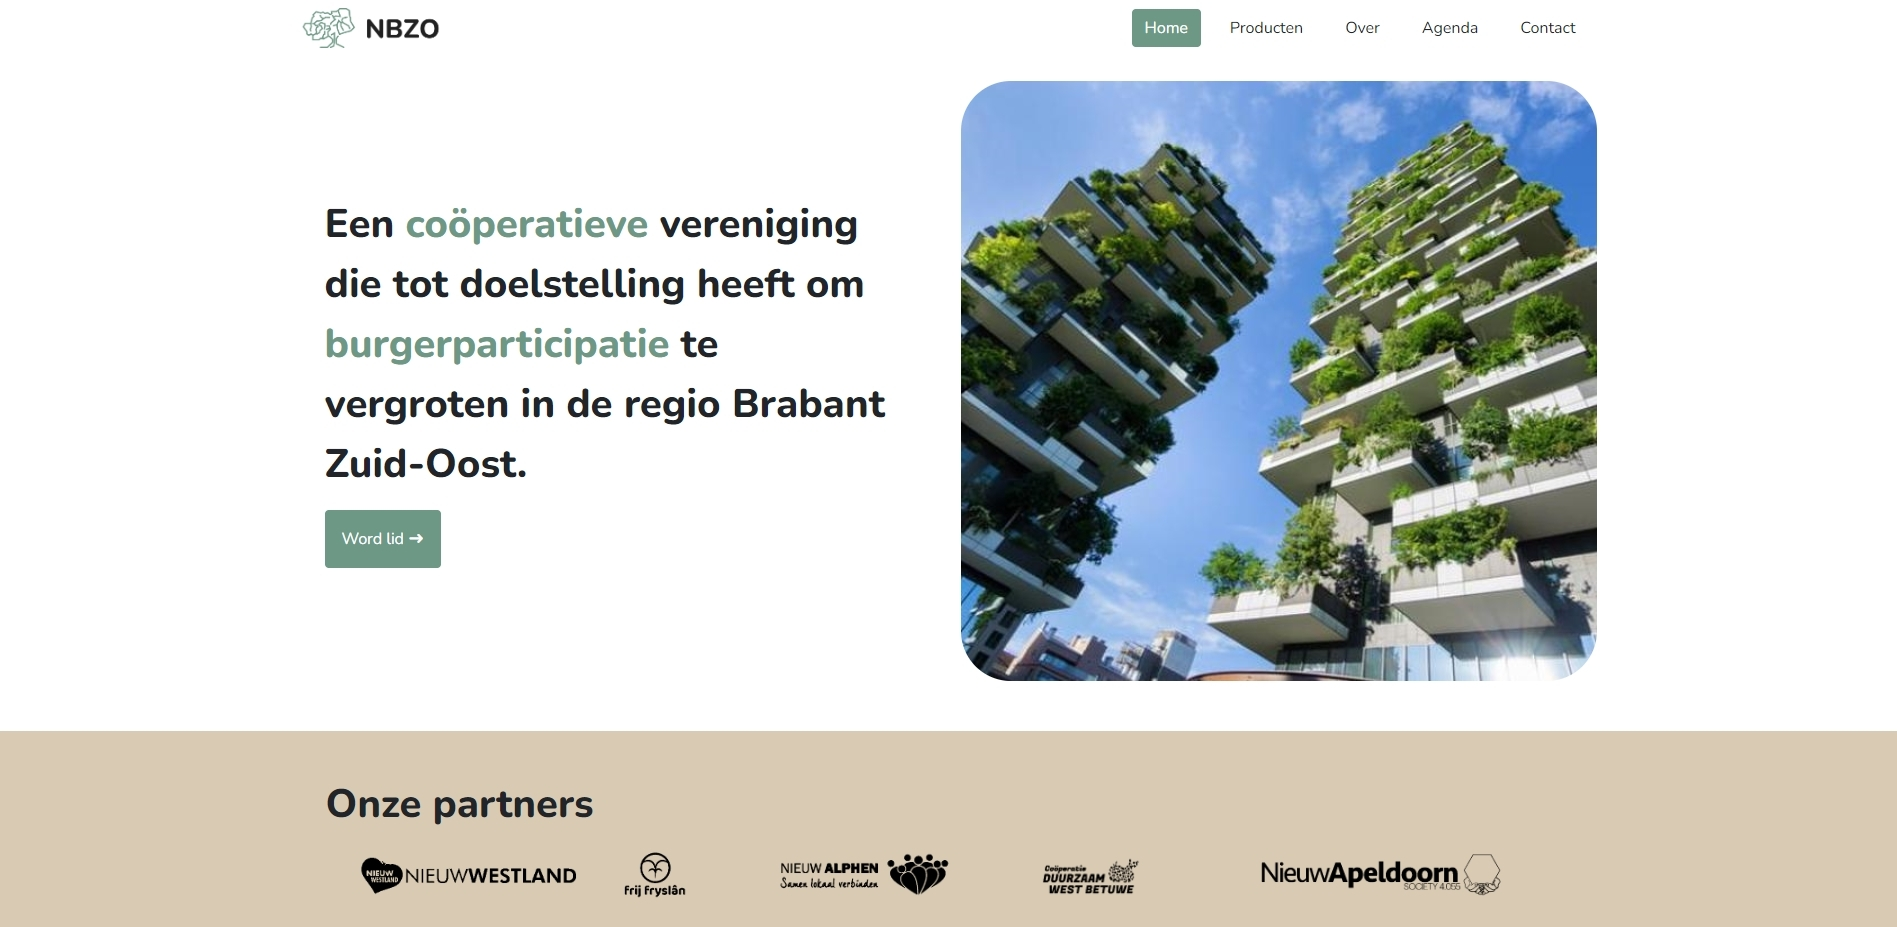 NBZO
Home
Producten
Over
Agenda
Contact
Een coöperatieve vereniging
die tot doelstelling heeft om
burgerparticipatie te
vergroten in de regio Brabant
Zuid-Oost.
Word lid →
Onze partners
NIEUW
WESTLAND
NIEUWWESTLAND
frij fryslân
NIEUW ALPHEN
Samen lokaal verbinden
Coöperatie
DUURZAAM
WEST BETUWE
NieuwApeldoorn
SOCIETY 4.055